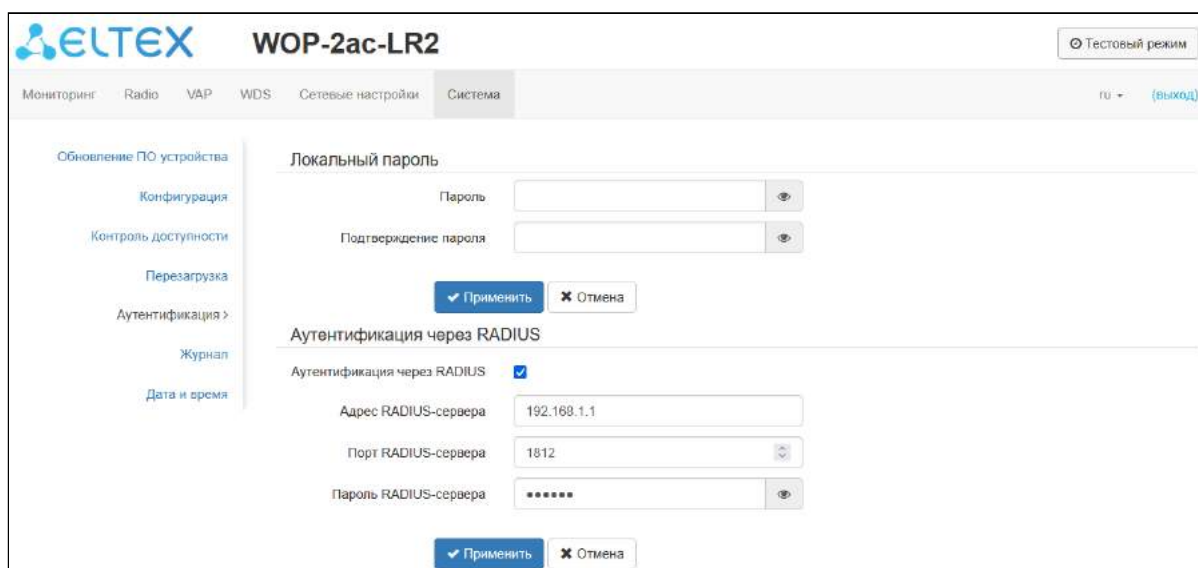 ELTEX WOP-2ac-LR2 Тестовый режим
Мониторинг Radio VAP WDS Сетевые настройки Система ru (выход)
Обновление ПО устройства
Конфигурация
Контроль доступности
Перезагрузка
Аутентификация >
Журнал
Дата и время
Локальный пароль
Пароль
Подтверждение пароля
Применить Отмена
Аутентификация через RADIUS
Аутентификация через RADIUS
Адрес RADIUS-сервера 192.168.1.1
Порт RADIUS-сервера 1812
Пароль RADIUS-сервера ••••••
Применить Отмена